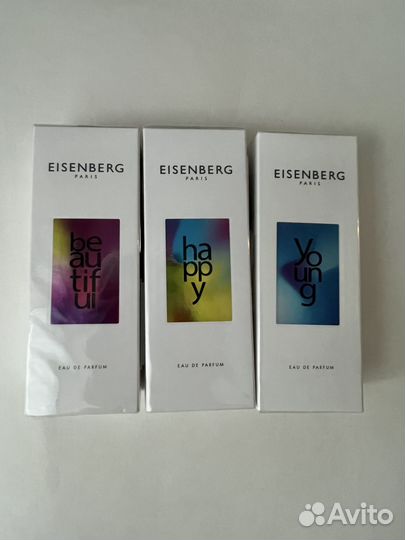 EISENBERG
PARIS
be
au
tif
ul
EAU DE PARFUM
EISENBERG
PARIS
ha
pp
y
EAU DE PARFUM
EISENBERG
PARIS
yo
un
g
EAU DE PARFUM
Avito